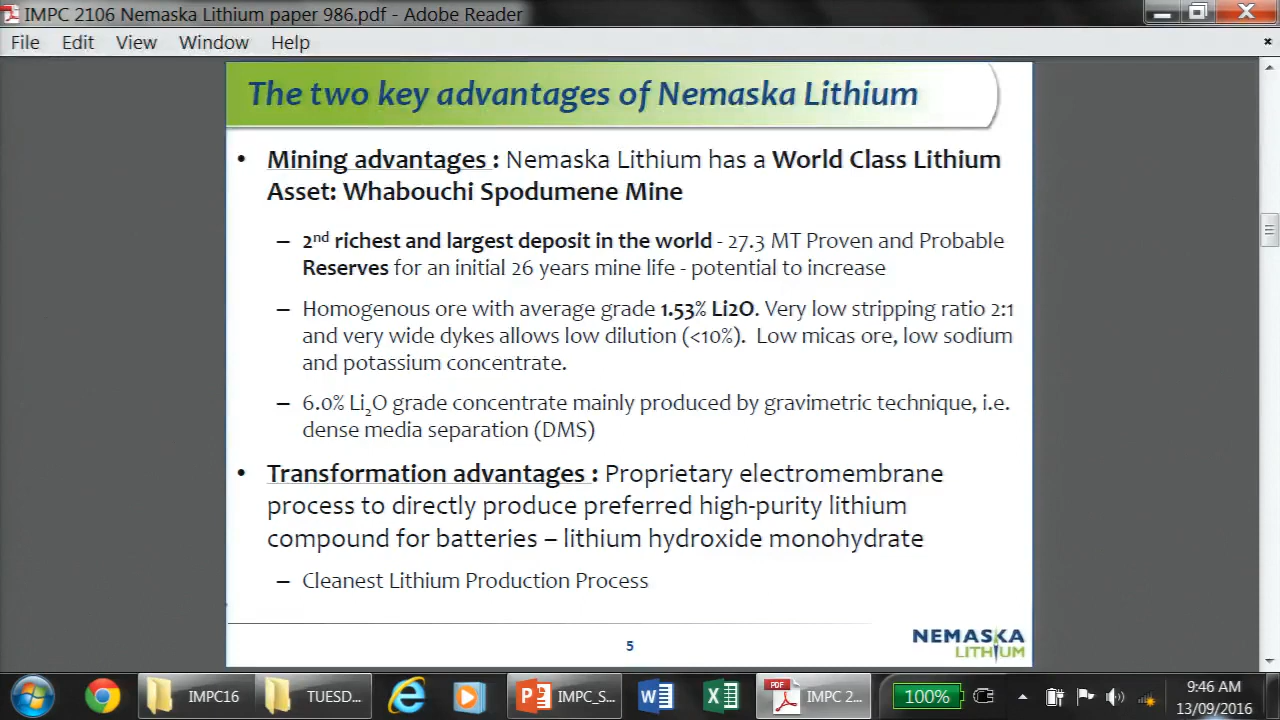 IMPC 2106 Nemaska Lithium paper 986.pdf - Adobe Reader
File Edit View Window Help
The two key advantages of Nemaska Lithium
• Mining advantages : Nemaska Lithium has a World Class Lithium
Asset: Whabouchi Spodumene Mine
– 2nd richest and largest deposit in the world - 27.3 MT Proven and Probable
Reserves for an initial 26 years mine life - potential to increase
– Homogenous ore with average grade 1.53% Li2O. Very low stripping ratio 2:1
and very wide dykes allows low dilution (<10%). Low micas ore, low sodium
and potassium concentrate.
– 6.0% Li₂O grade concentrate mainly produced by gravimetric technique, i.e.
dense media separation (DMS)
• Transformation advantages : Proprietary electromembrane
process to directly produce preferred high-purity lithium
compound for batteries – lithium hydroxide monohydrate
– Cleanest Lithium Production Process
5
NEMASKA
LITHIUM
IMPC16 TUESD... IMPC_S... PDF IMPC 2... 100% 9:46 AM
13/09/2016